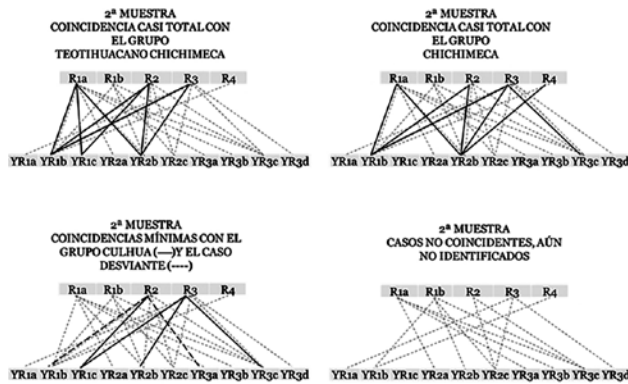 2ª MUESTRA
COINCIDENCIA CASI TOTAL CON
EL GRUPO
TEOTIHUACANO CHICHIMECA
R1a R1b R2 R3 R4
YR1a YR1b YR1c YR2a YR2b YR2c YR3a YR3b YR3c YR3d
2ª MUESTRA
COINCIDENCIA CASI TOTAL CON
EL GRUPO
CHICHIMECA
R1a R1b R2 R3 R4
YR1a YR1b YR1c YR2a YR2b YR2c YR3a YR3b YR3c YR3d
2ª MUESTRA
COINCIDENCIAS MÍNIMAS CON EL
GRUPO CULHUA (—)Y EL CASO
DESVIANTE (----)
R1a R1b R2 R3 R4
YR1a YR1b YR1c YR2a YR2b YR2c YR3a YR3b YR3c YR3d
2ª MUESTRA
CASOS NO COINCIDENTES, AÚN
NO IDENTIFICADOS
R1a R1b R2 R3 R4
YR1a YR1b YR1c YR2a YR2b YR2c YR3a YR3b YR3c YR3d